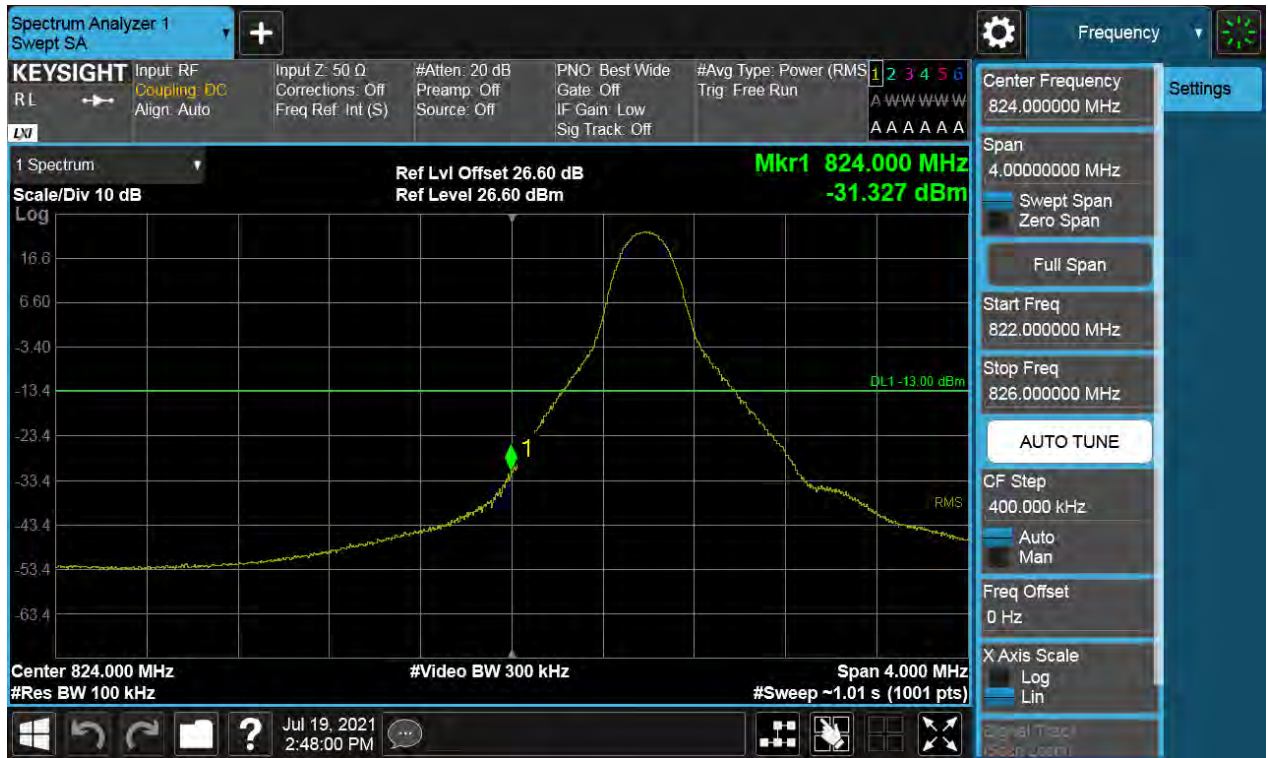 Spectrum Analyzer 1
Swept SA
+
Frequency
KEYSIGHT
RL
LXI
Input: RF
Coupling: DC
Align: Auto
Input Z: 50 Ω
Corrections: Off
Freq Ref: Int (S)
#Atten: 20 dB
Preamp: Off
Source: Off
PNO: Best Wide
Gate: Off
IF Gain: Low
Sig Track: Off
#Avg Type: Power (RMS
Trig: Free Run
1 2 3 4 5 6
A W W W W W
A A A A A A
1 Spectrum
Scale/Div 10 dB
Ref Lvl Offset 26.60 dB
Ref Level 26.60 dBm
Mkr1 824.000 MHz
-31.327 dBm
Log
16.6
6.60
-3.40
-13.4
-23.4
-33.4
-43.4
-53.4
-63.4
DL1 -13.00 dBm
1
RMS
Center 824.000 MHz
#Video BW 300 kHz
Span 4.000 MHz
#Res BW 100 kHz
#Sweep ~1.01 s (1001 pts)
Center Frequency
824.000000 MHz
Settings
Span
4.00000000 MHz
Swept Span
Zero Span
Full Span
Start Freq
822.000000 MHz
Stop Freq
826.000000 MHz
AUTO TUNE
CF Step
400.000 kHz
Auto
Man
Freq Offset
0 Hz
X Axis Scale
Log
Lin
Signal Track
(Span Zoom)
?
Jul 19, 2021
2:48:00 PM